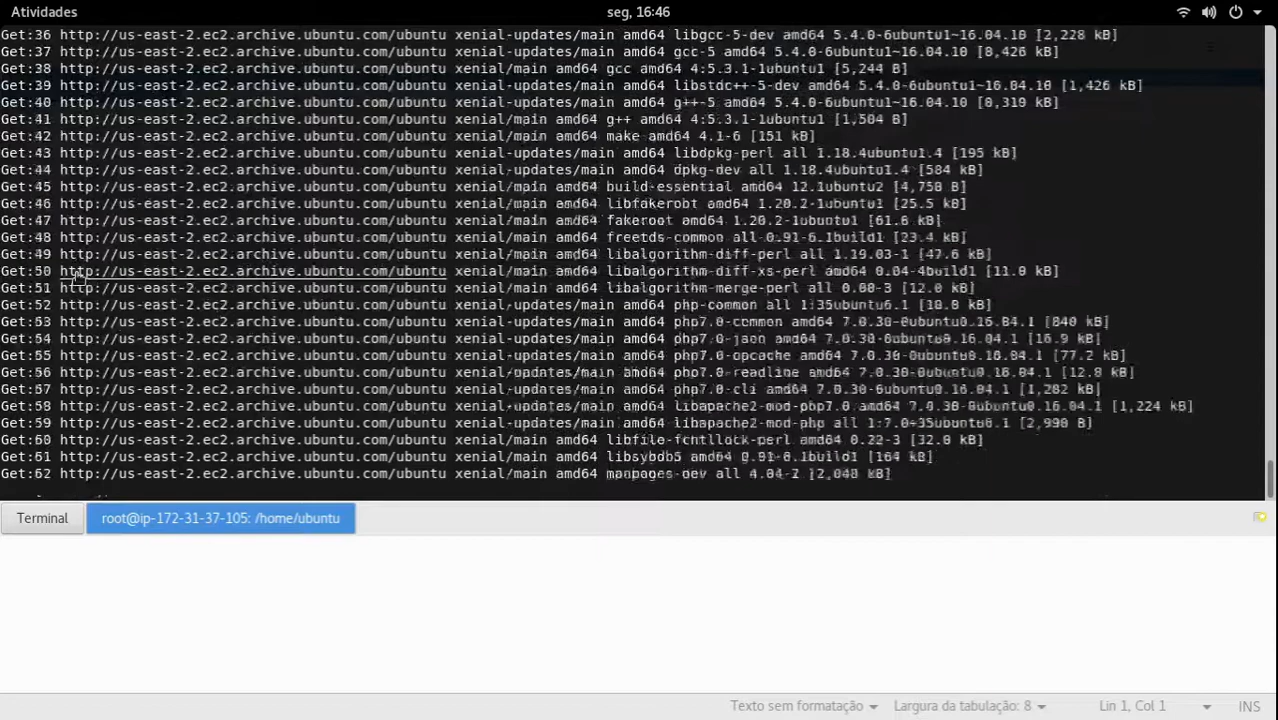 Atividades
seg, 16:46
Get:36 http://us-east-2.ec2.archive.ubuntu.com/ubuntu xenial-updates/main amd64 libgcc-5-dev amd64 5.4.0-6ubuntu1~16.04.10 [2,228 kB]
Get:37 http://us-east-2.ec2.archive.ubuntu.com/ubuntu xenial-updates/main amd64 gcc-5 amd64 5.4.0-6ubuntu1~16.04.10 [8,426 kB]
Get:38 http://us-east-2.ec2.archive.ubuntu.com/ubuntu xenial/main amd64 gcc amd64 4:5.3.1-1ubuntu1 [5,244 B]
Get:39 http://us-east-2.ec2.archive.ubuntu.com/ubuntu xenial-updates/main amd64 libstdc++-5-dev amd64 5.4.0-6ubuntu1~16.04.10 [1,426 kB]
Get:40 http://us-east-2.ec2.archive.ubuntu.com/ubuntu xenial-updates/main amd64 g++-5 amd64 5.4.0-6ubuntu1~16.04.10 [8,319 kB]
Get:41 http://us-east-2.ec2.archive.ubuntu.com/ubuntu xenial/main amd64 g++ amd64 4:5.3.1-1ubuntu1 [1,504 B]
Get:42 http://us-east-2.ec2.archive.ubuntu.com/ubuntu xenial/main amd64 make amd64 4.1-6 [151 kB]
Get:43 http://us-east-2.ec2.archive.ubuntu.com/ubuntu xenial-updates/main amd64 libdpkg-perl all 1.18.4ubuntu1.4 [195 kB]
Get:44 http://us-east-2.ec2.archive.ubuntu.com/ubuntu xenial-updates/main amd64 dpkg-dev all 1.18.4ubuntu1.4 [584 kB]
Get:45 http://us-east-2.ec2.archive.ubuntu.com/ubuntu xenial/main amd64 build-essential amd64 12.1ubuntu2 [4,758 B]
Get:46 http://us-east-2.ec2.archive.ubuntu.com/ubuntu xenial/main amd64 libfakeroot amd64 1.20.2-1ubuntu1 [25.5 kB]
Get:47 http://us-east-2.ec2.archive.ubuntu.com/ubuntu xenial/main amd64 fakeroot amd64 1.20.2-1ubuntu1 [61.8 kB]
Get:48 http://us-east-2.ec2.archive.ubuntu.com/ubuntu xenial/main amd64 freetds-common all 0.91-6.1build1 [23.4 kB]
Get:49 http://us-east-2.ec2.archive.ubuntu.com/ubuntu xenial/main amd64 libalgorithm-diff-perl all 1.19.03-1 [47.6 kB]
Get:50 http://us-east-2.ec2.archive.ubuntu.com/ubuntu xenial/main amd64 libalgorithm-diff-xs-perl amd64 0.04-4build1 [11.0 kB]
Get:51 http://us-east-2.ec2.archive.ubuntu.com/ubuntu xenial/main amd64 libalgorithm-merge-perl all 0.08-3 [12.0 kB]
Get:52 http://us-east-2.ec2.archive.ubuntu.com/ubuntu xenial/main amd64 php-common all 1:35ubuntu6.1 [10.8 kB]
Get:53 http://us-east-2.ec2.archive.ubuntu.com/ubuntu xenial-updates/main amd64 php7.0-common amd64 7.0.30-0ubuntu0.16.04.1 [840 kB]
Get:54 http://us-east-2.ec2.archive.ubuntu.com/ubuntu xenial-updates/main amd64 php7.0-json amd64 7.0.30-0ubuntu0.16.04.1 [16.9 kB]
Get:55 http://us-east-2.ec2.archive.ubuntu.com/ubuntu xenial-updates/main amd64 php7.0-opcache amd64 7.0.30-0ubuntu0.16.04.1 [77.2 kB]
Get:56 http://us-east-2.ec2.archive.ubuntu.com/ubuntu xenial-updates/main amd64 php7.0-readline amd64 7.0.30-0ubuntu0.16.04.1 [12.8 kB]
Get:57 http://us-east-2.ec2.archive.ubuntu.com/ubuntu xenial-updates/main amd64 php7.0-cli amd64 7.0.30-0ubuntu0.16.04.1 [1,282 kB]
Get:58 http://us-east-2.ec2.archive.ubuntu.com/ubuntu xenial-updates/main amd64 libapache2-mod-php7.0 amd64 7.0.30-0ubuntu0.16.04.1 [1,224 kB]
Get:59 http://us-east-2.ec2.archive.ubuntu.com/ubuntu xenial-updates/main amd64 libapache2-mod-php all 1:7.0+35ubuntu6.1 [2,990 B]
Get:60 http://us-east-2.ec2.archive.ubuntu.com/ubuntu xenial/main amd64 libfile-fcntllock-perl amd64 0.22-3 [32.0 kB]
Get:61 http://us-east-2.ec2.archive.ubuntu.com/ubuntu xenial/main amd64 libsybdb5 amd64 0.91-6.1build1 [164 kB]
Get:62 http://us-east-2.ec2.archive.ubuntu.com/ubuntu xenial/main amd64 manpages-dev all 4.04-2 [2,048 kB]
Terminal
root@ip-172-31-37-105: /home/ubuntu
Texto sem formatação
Largura da tabulação: 8
Lin 1, Col 1
INS